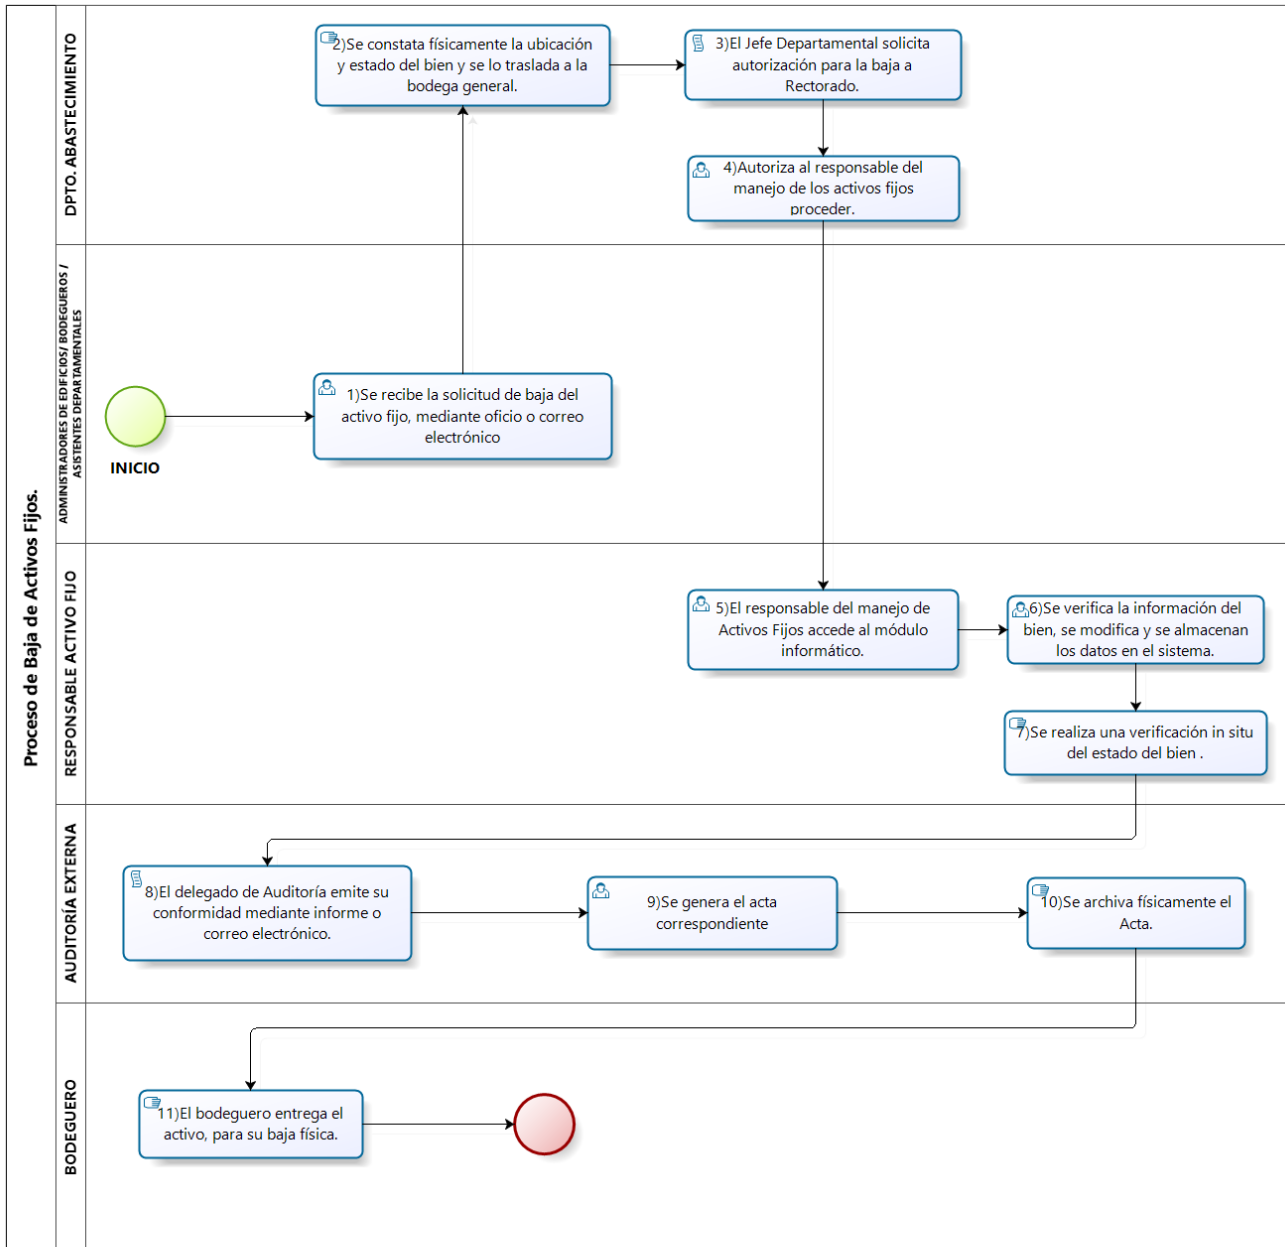 Proceso de Baja de Activos Fijos.
DPTO. ABASTECIMIENTO
2)Se constata físicamente la ubicación
y estado del bien y se lo traslada a la
bodega general.
3)El Jefe Departamental solicita
autorización para la baja a
Rectorado.
4)Autoriza al responsable del
manejo de los activos fijos
proceder.
ADMINISTRADORES DE EDIFICIOS/ BODEGUEROS /
ASISTENTES DEPARTAMENTALES
INICIO
1)Se recibe la solicitud de baja del
activo fijo, mediante oficio o correo
electrónico
RESPONSABLE ACTIVO FIJO
5)El responsable del manejo de
Activos Fijos accede al módulo
informático.
6)Se verifica la información del
bien, se modifica y se almacenan
los datos en el sistema.
7)Se realiza una verificación in situ
del estado del bien .
AUDITORÍA EXTERNA
8)El delegado de Auditoría emite su
conformidad mediante informe o
correo electrónico.
9)Se genera el acta
correspondiente
10)Se archiva físicamente el
Acta.
BODEGUERO
11)El bodeguero entrega el
activo, para su baja física.